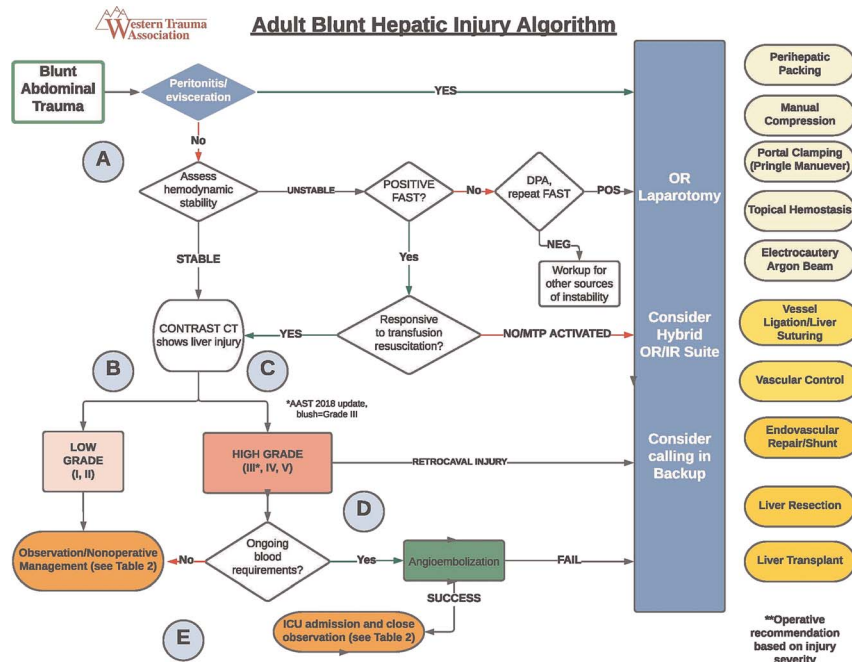 Western Trauma
Association
Adult Blunt Hepatic Injury Algorithm
Blunt
Abdominal
Trauma
Peritonitis/
evisceration
YES
No
A
Assess
hemodynamic
stability
UNSTABLE
POSITIVE
FAST?
No
DPA,
repeat FAST
POS
NEG
Workup for
other sources
of instability
STABLE
Yes
CONTRAST CT
shows liver injury
YES
Responsive
to transfusion
resuscitation?
NO/MTP ACTIVATED
OR
Laparotomy
Consider
Hybrid
OR/IR Suite
Consider
calling in
Backup
B
C
*AAST 2018 update,
blush=Grade III
LOW
GRADE
(I, II)
HIGH GRADE
(III*, IV, V)
RETROCAVAL INJURY
D
Observation/Nonoperative
Management (see Table 2)
No
Ongoing
blood
requirements?
Yes
Angioembolization
FAIL
SUCCESS
E
ICU admission and close
observation (see Table 2)
Perihepatic
Packing
Manual
Compression
Portal Clamping
(Pringle Manuever)
Topical Hemostasis
Electrocautery
Argon Beam
Vessel
Ligation/Liver
Suturing
Vascular Control
Endovascular
Repair/Shunt
Liver Resection
Liver Transplant
**Operative
recommendation
based on injury
severity